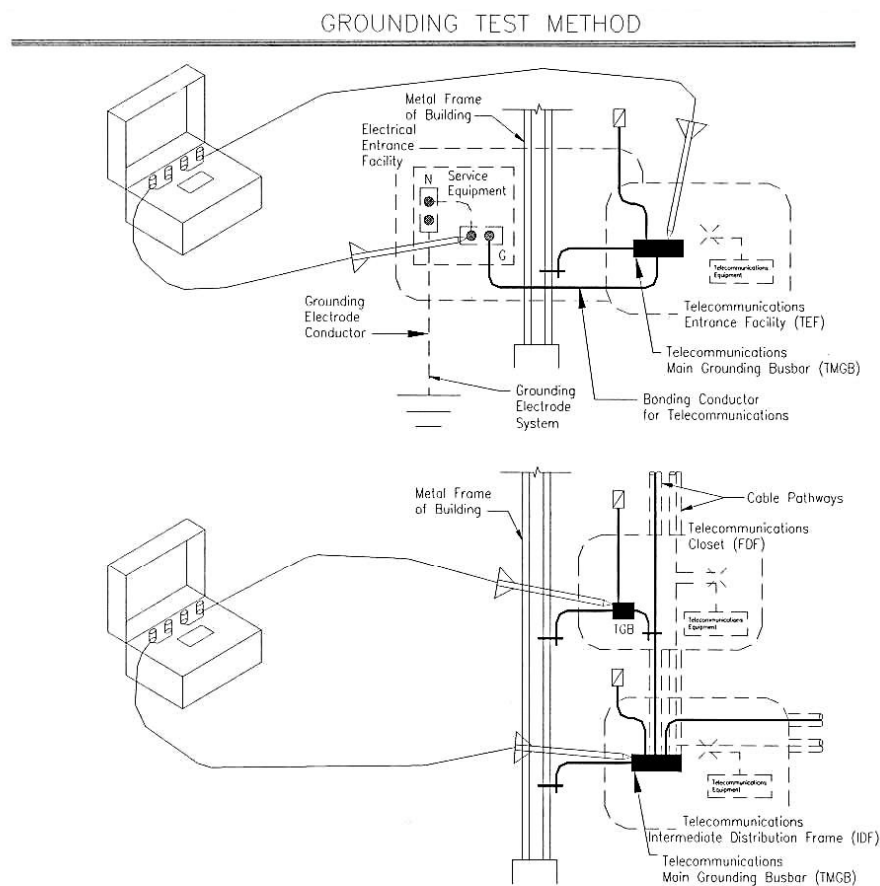 GROUNDING TEST METHOD
Metal Frame
of Building
Electrical
Entrance
Facility
N
Service
Equipment
G
Telecommunications
Equipment
Grounding
Electrode
Conductor
Telecommunications
Entrance Facility (TEF)
Telecommunications
Main Grounding Busbar (TMGB)
Grounding
Electrode
System
Bonding Conductor
for Telecommunications
Metal Frame
of Building
Cable Pathways
Telecommunications
Closet (FDF)
TGB
Telecommunications
Equipment
Telecommunications
Equipment
Telecommunications
Intermediate Distribution Frame (IDF)
Telecommunications
Main Grounding Busbar (TMGB)